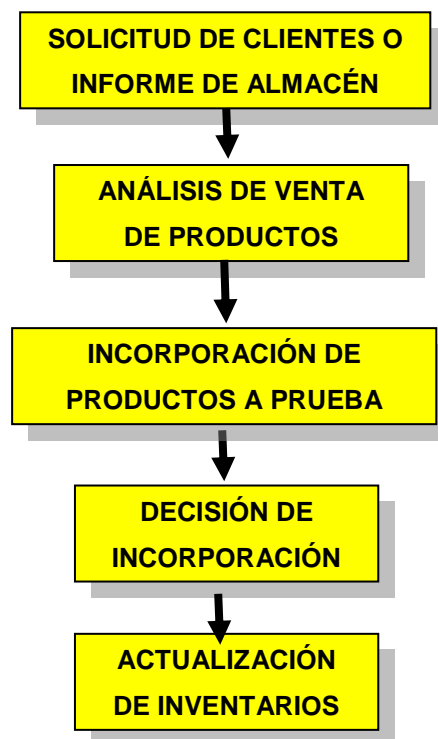 SOLICITUD DE CLIENTES O
INFORME DE ALMACÉN
ANÁLISIS DE VENTA
DE PRODUCTOS
INCORPORACIÓN DE
PRODUCTOS A PRUEBA
DECISIÓN DE
INCORPORACIÓN
ACTUALIZACIÓN
DE INVENTARIOS